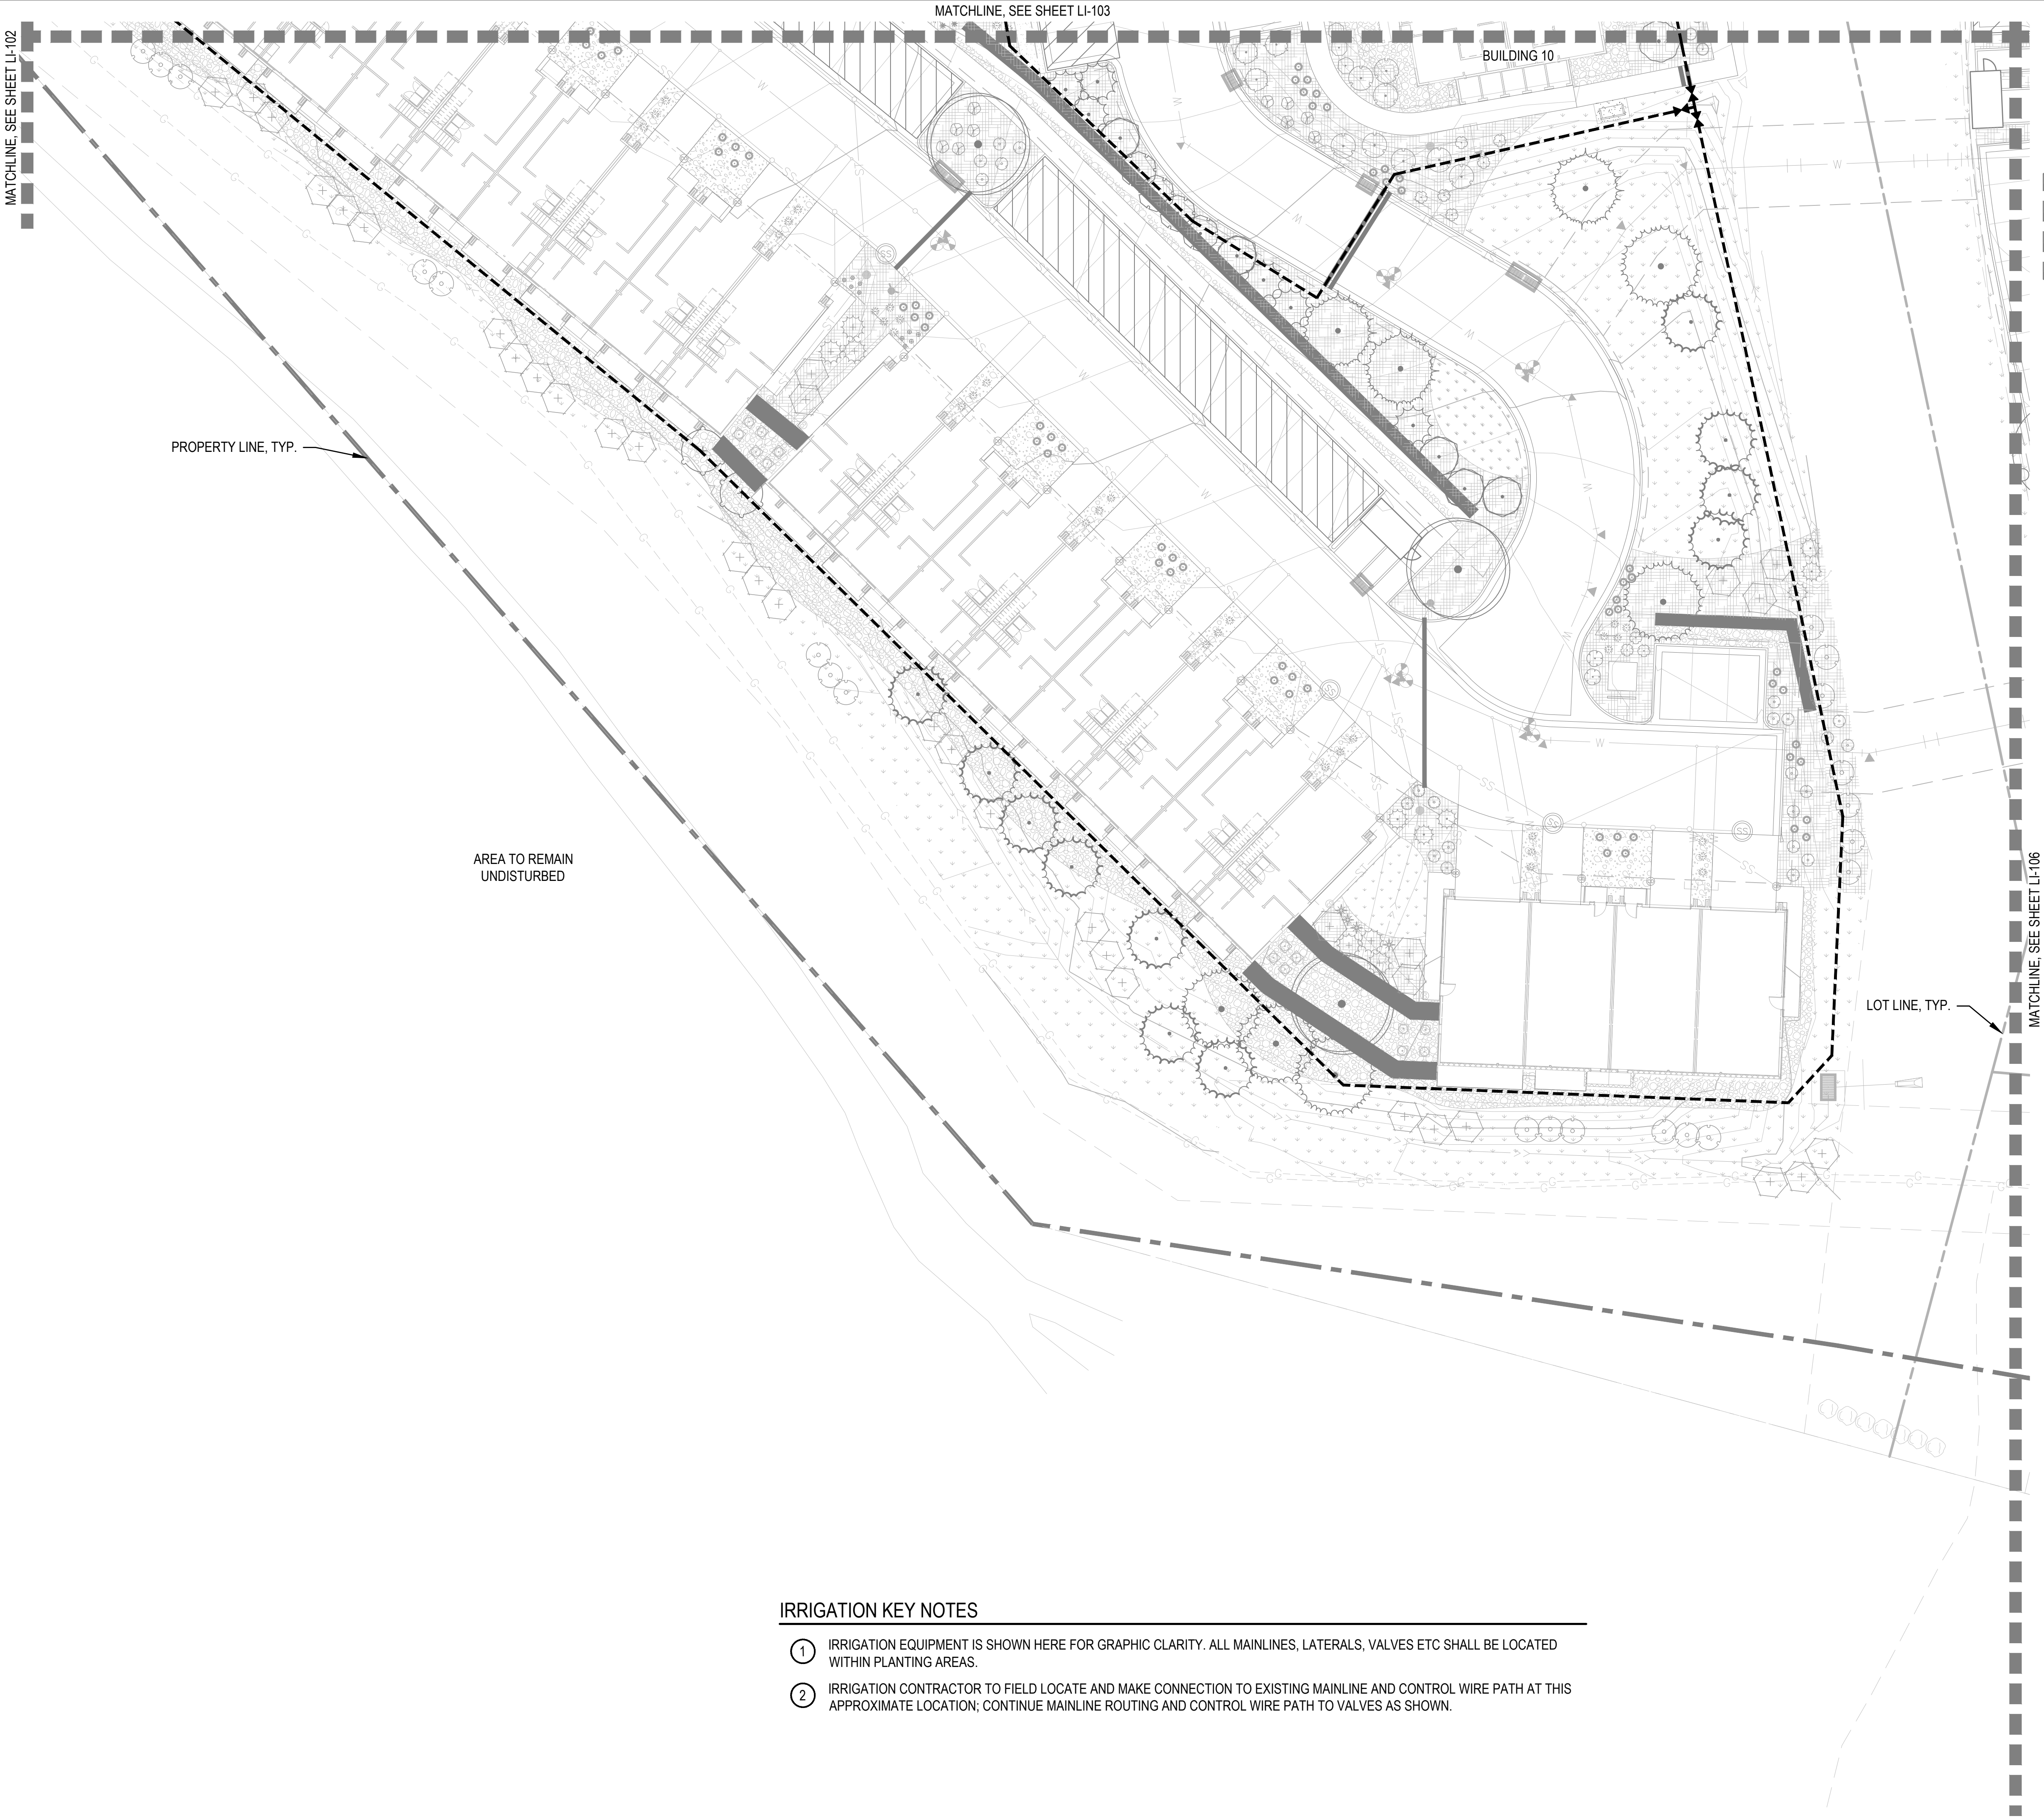 MATCHLINE, SEE SHEET LI-103
MATCHLINE, SEE SHEET LI-102
BUILDING 10
PROPERTY LINE, TYP.
AREA TO REMAIN
UNDISTURBED
MATCHLINE, SEE SHEET LI-106
LOT LINE, TYP.
IRRIGATION KEY NOTES
1 IRRIGATION EQUIPMENT IS SHOWN HERE FOR GRAPHIC CLARITY. ALL MAINLINES, LATERALS, VALVES ETC SHALL BE LOCATED
WITHIN PLANTING AREAS.
2 IRRIGATION CONTRACTOR TO FIELD LOCATE AND MAKE CONNECTION TO EXISTING MAINLINE AND CONTROL WIRE PATH AT THIS
APPROXIMATE LOCATION; CONTINUE MAINLINE ROUTING AND CONTROL WIRE PATH TO VALVES AS SHOWN.